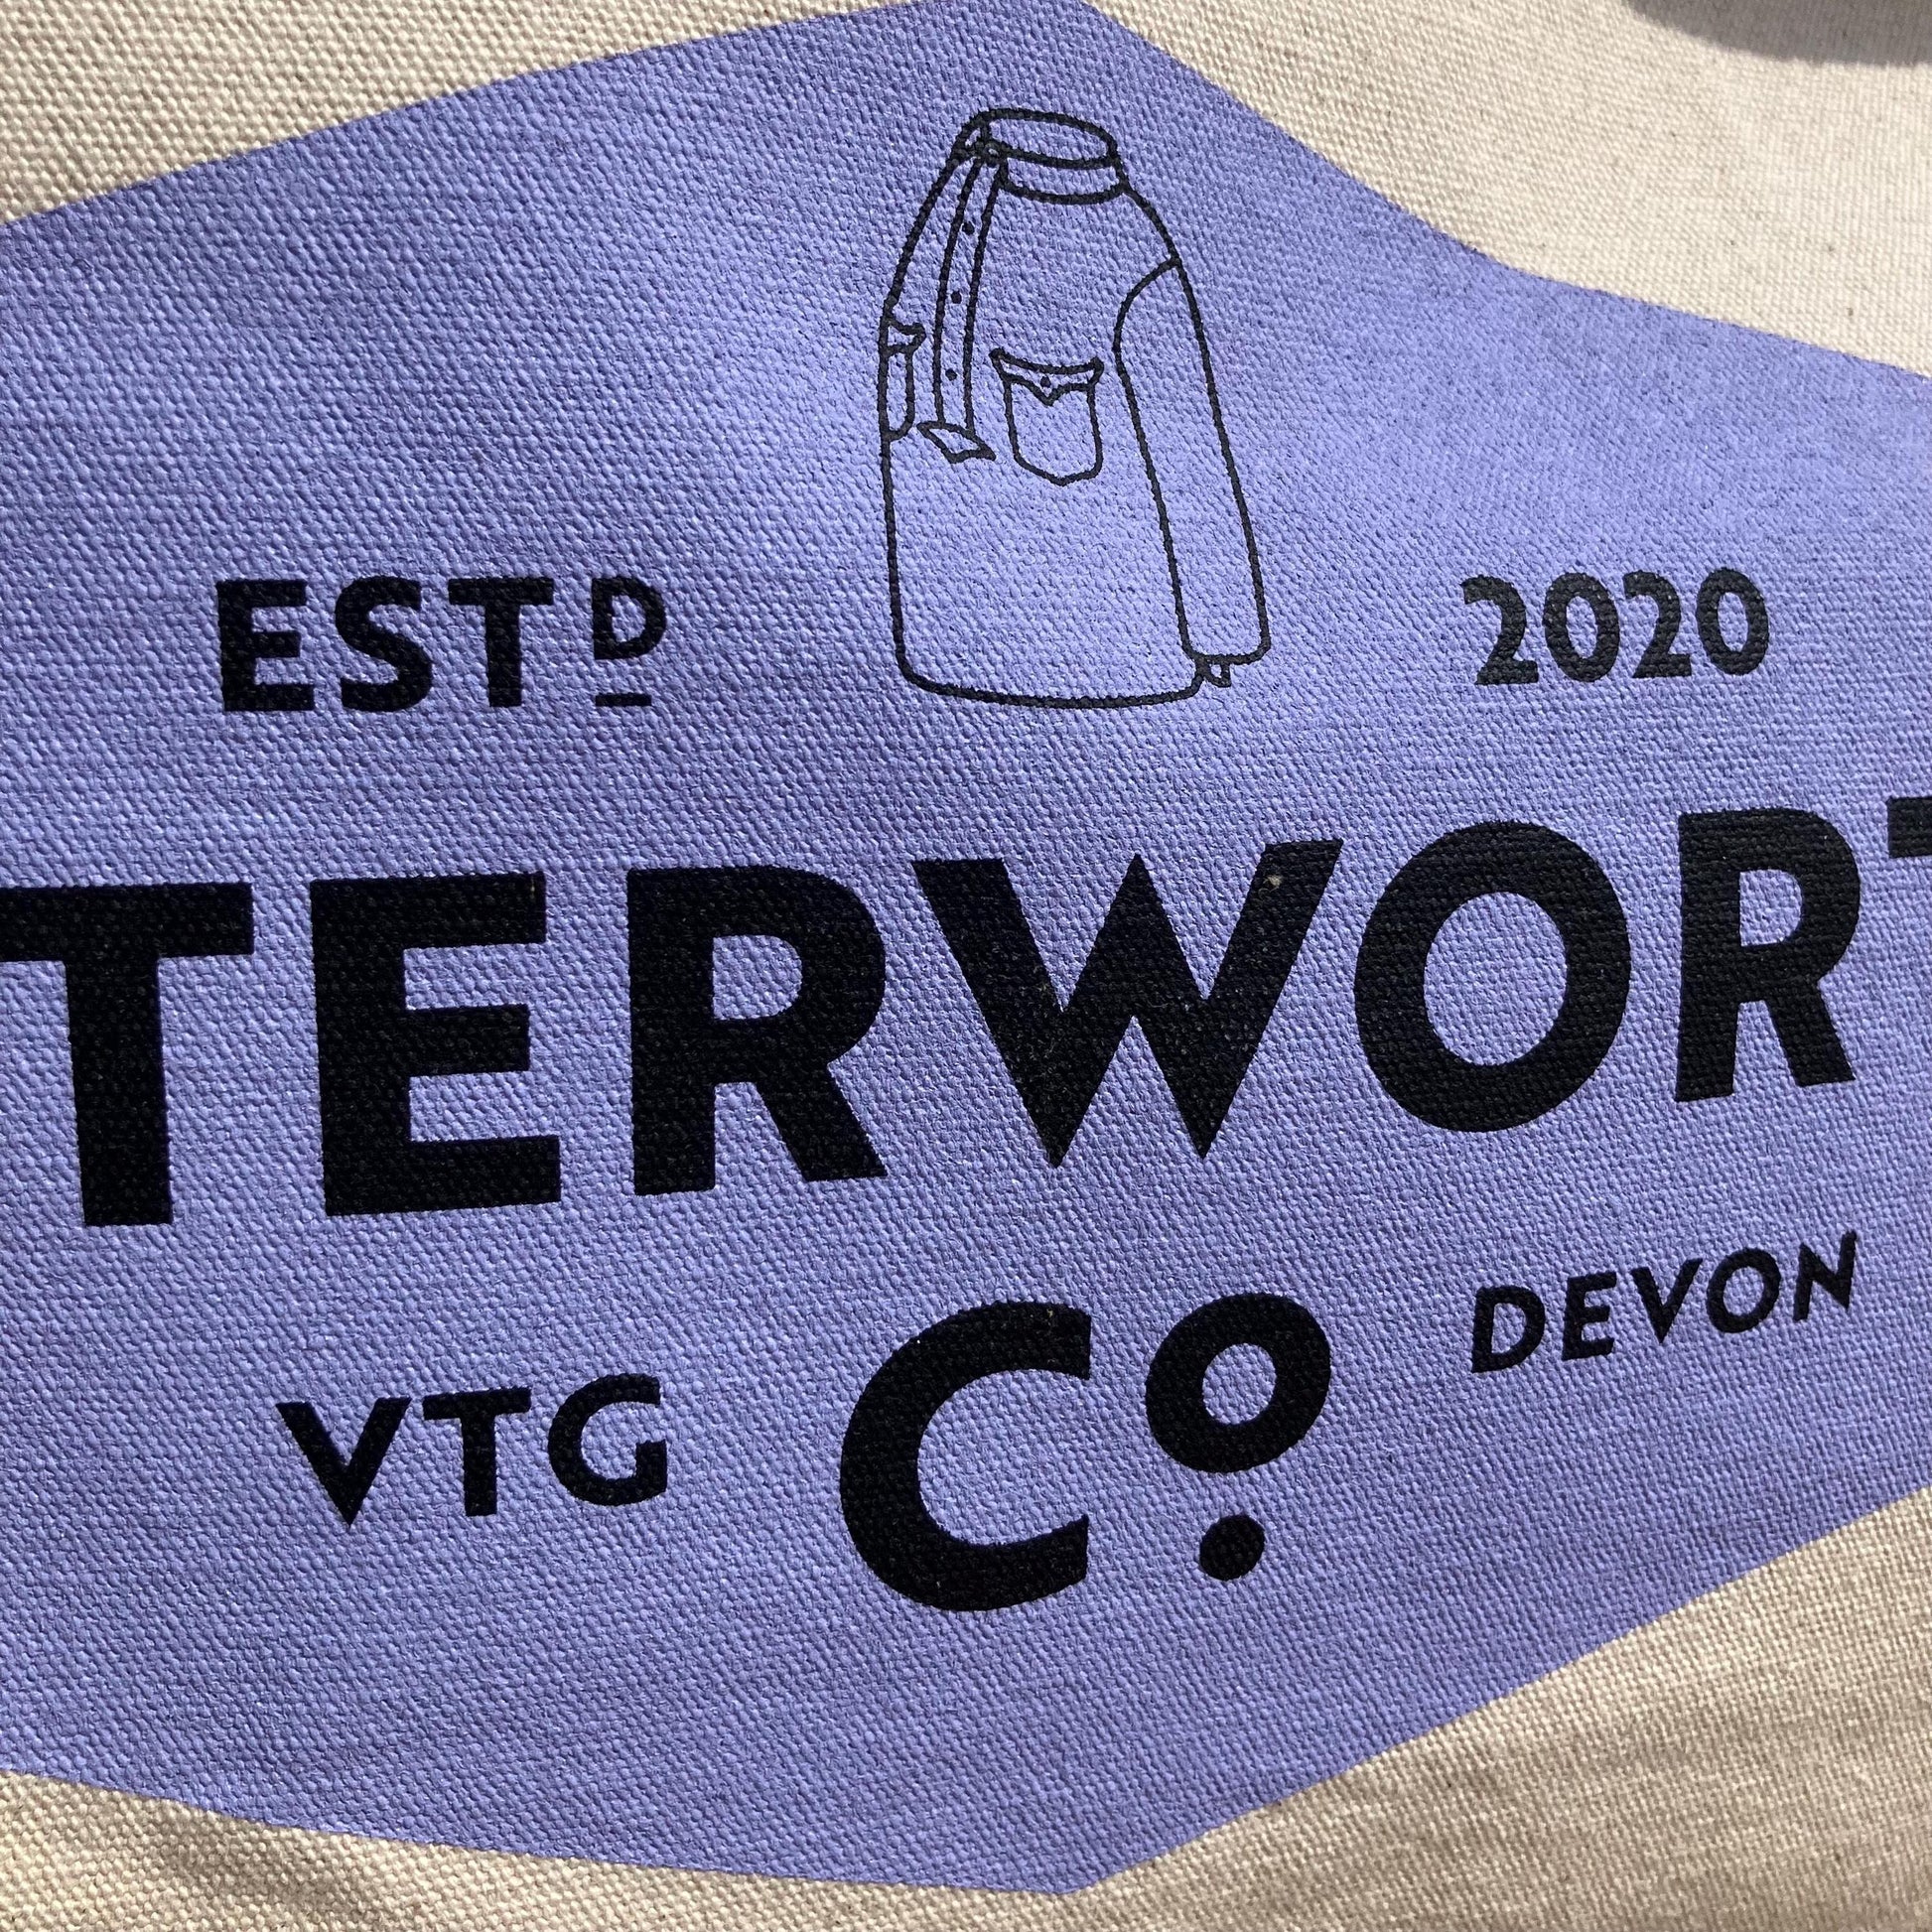 ESTD 2020
TERWORT
VTG Co. DEVON